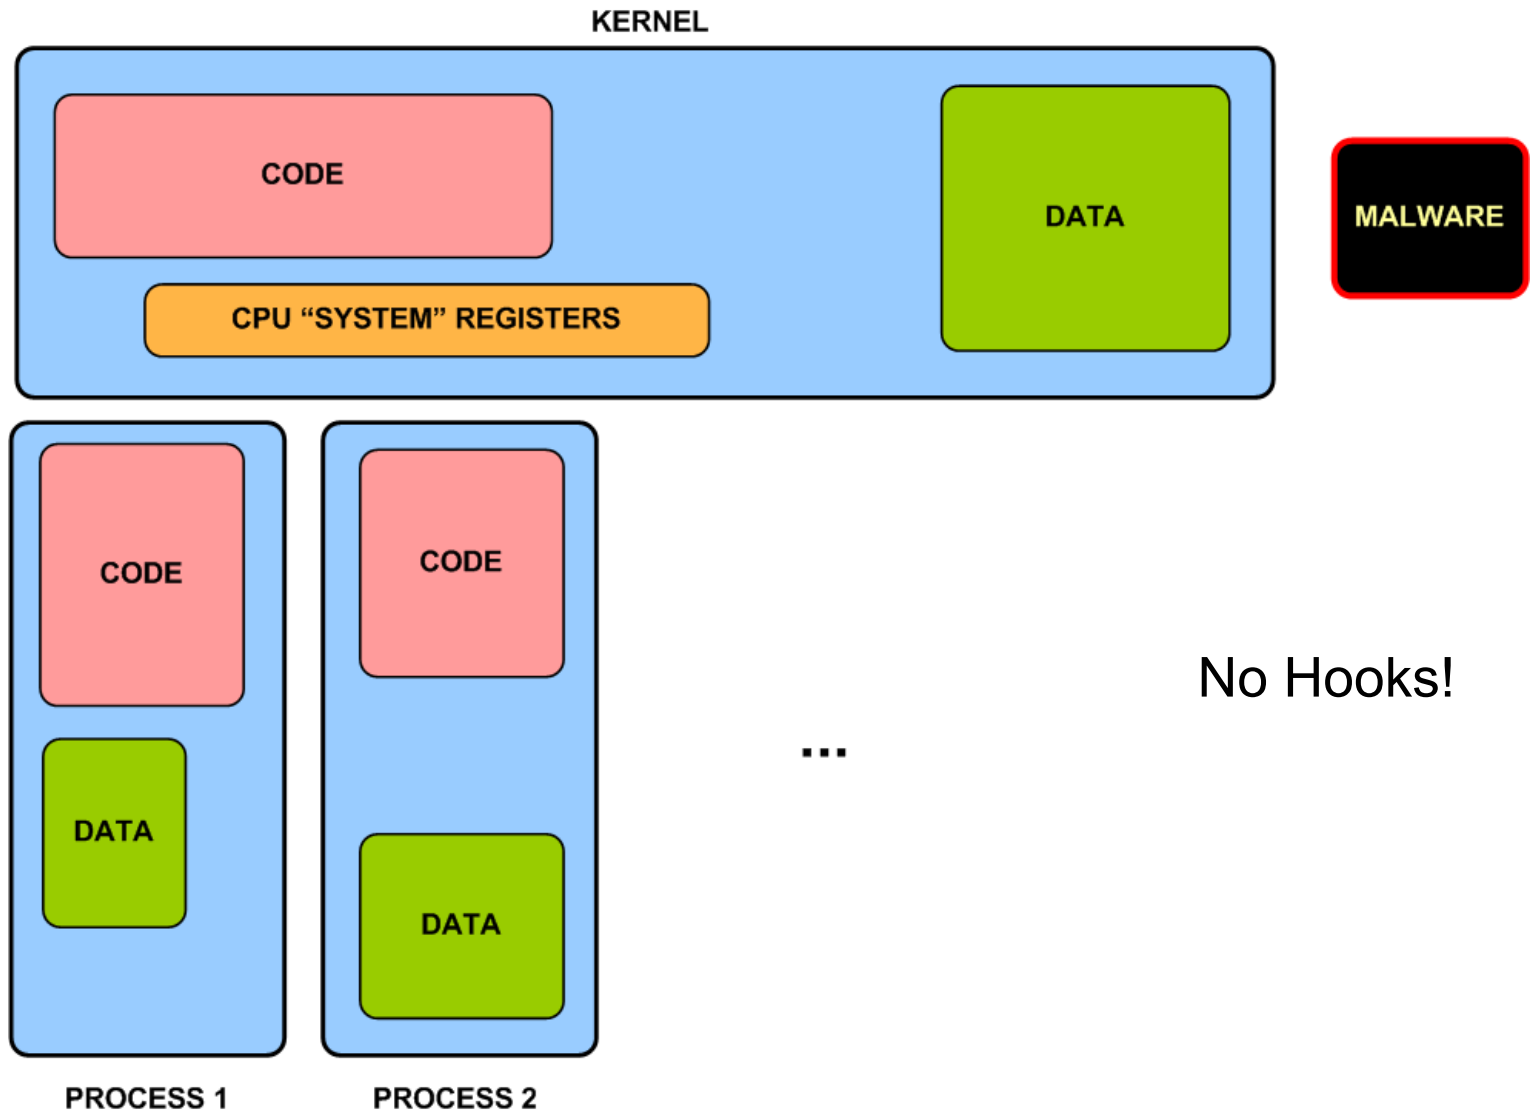 KERNEL
CODE
DATA
MALWARE
CPU “SYSTEM” REGISTERS
CODE
CODE
No Hooks!
...
DATA
DATA
PROCESS 1
PROCESS 2